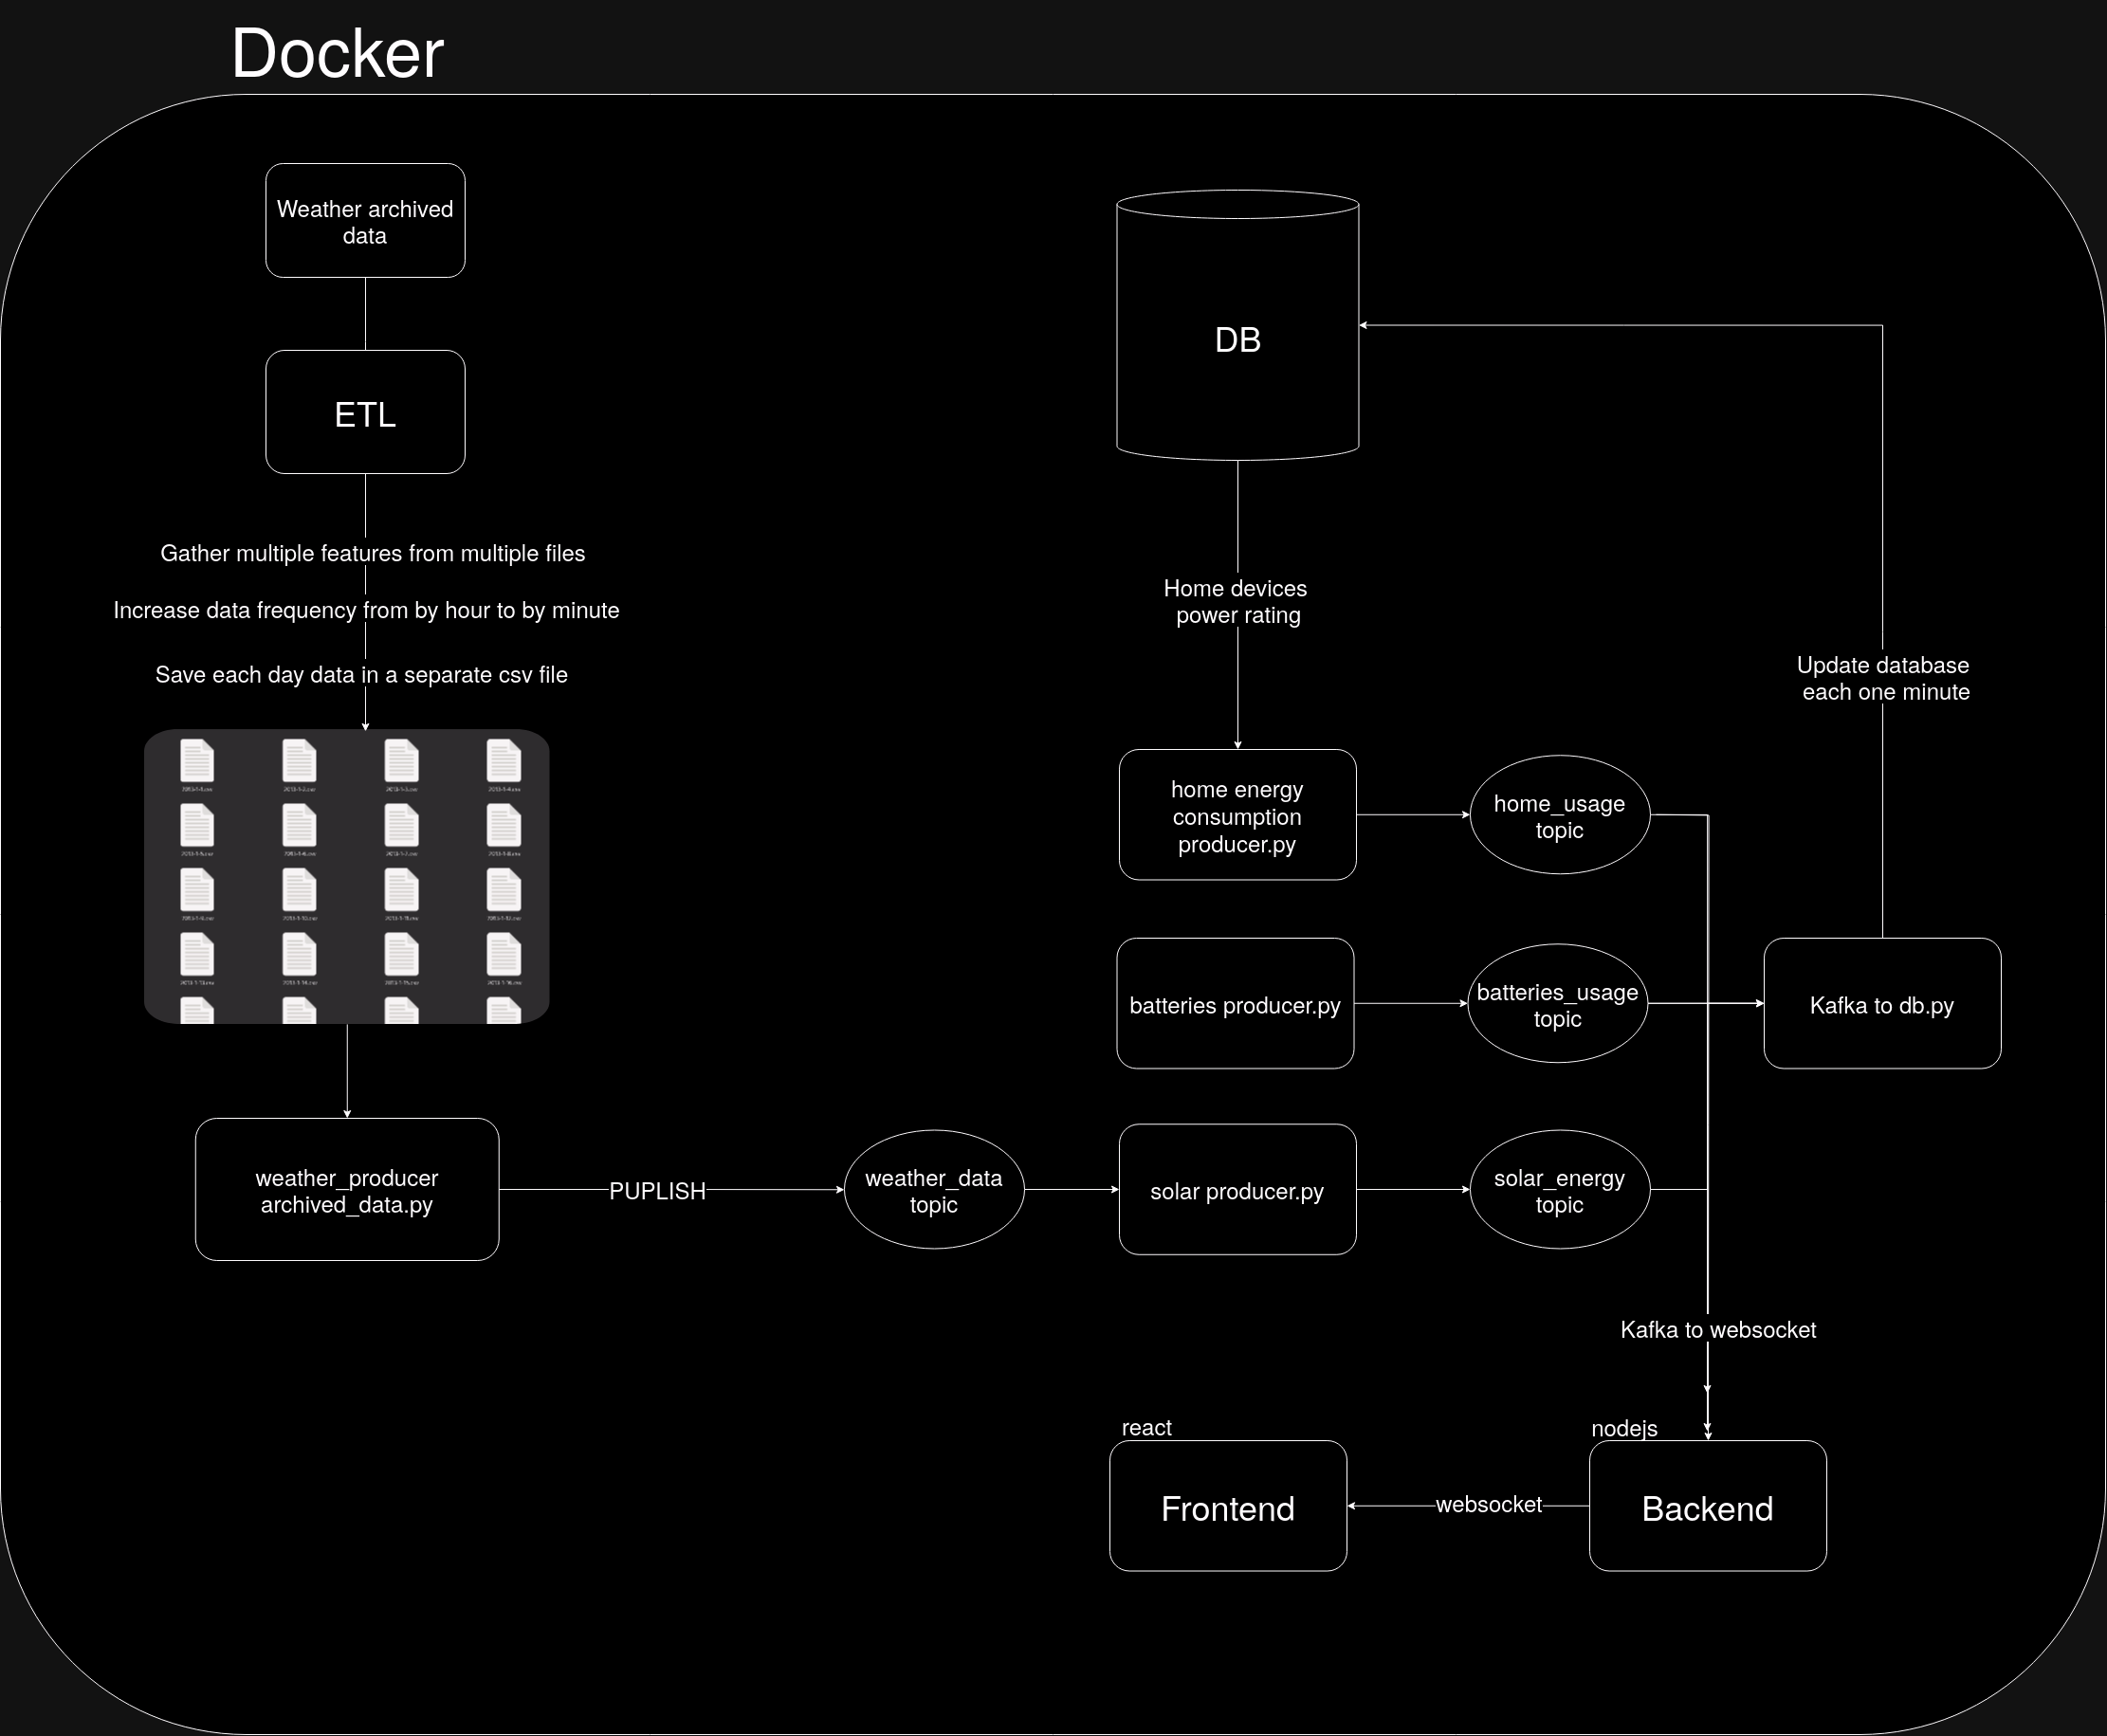 Docker
Weather archived
data
ETL
Gather multiple features from multiple files
Increase data frequency from by hour to by minute
Save each day data in a separate csv file
weather_producer
archived_data.py
PUPLISH
weather_data
topic
DB
Home devices
power rating
home energy
consumption
producer.py
home_usage
topic
batteries producer.py
batteries_usage
topic
solar producer.py
solar_energy
topic
Update database
each one minute
Kafka to db.py
Kafka to websocket
react
Frontend
websocket
nodejs
Backend